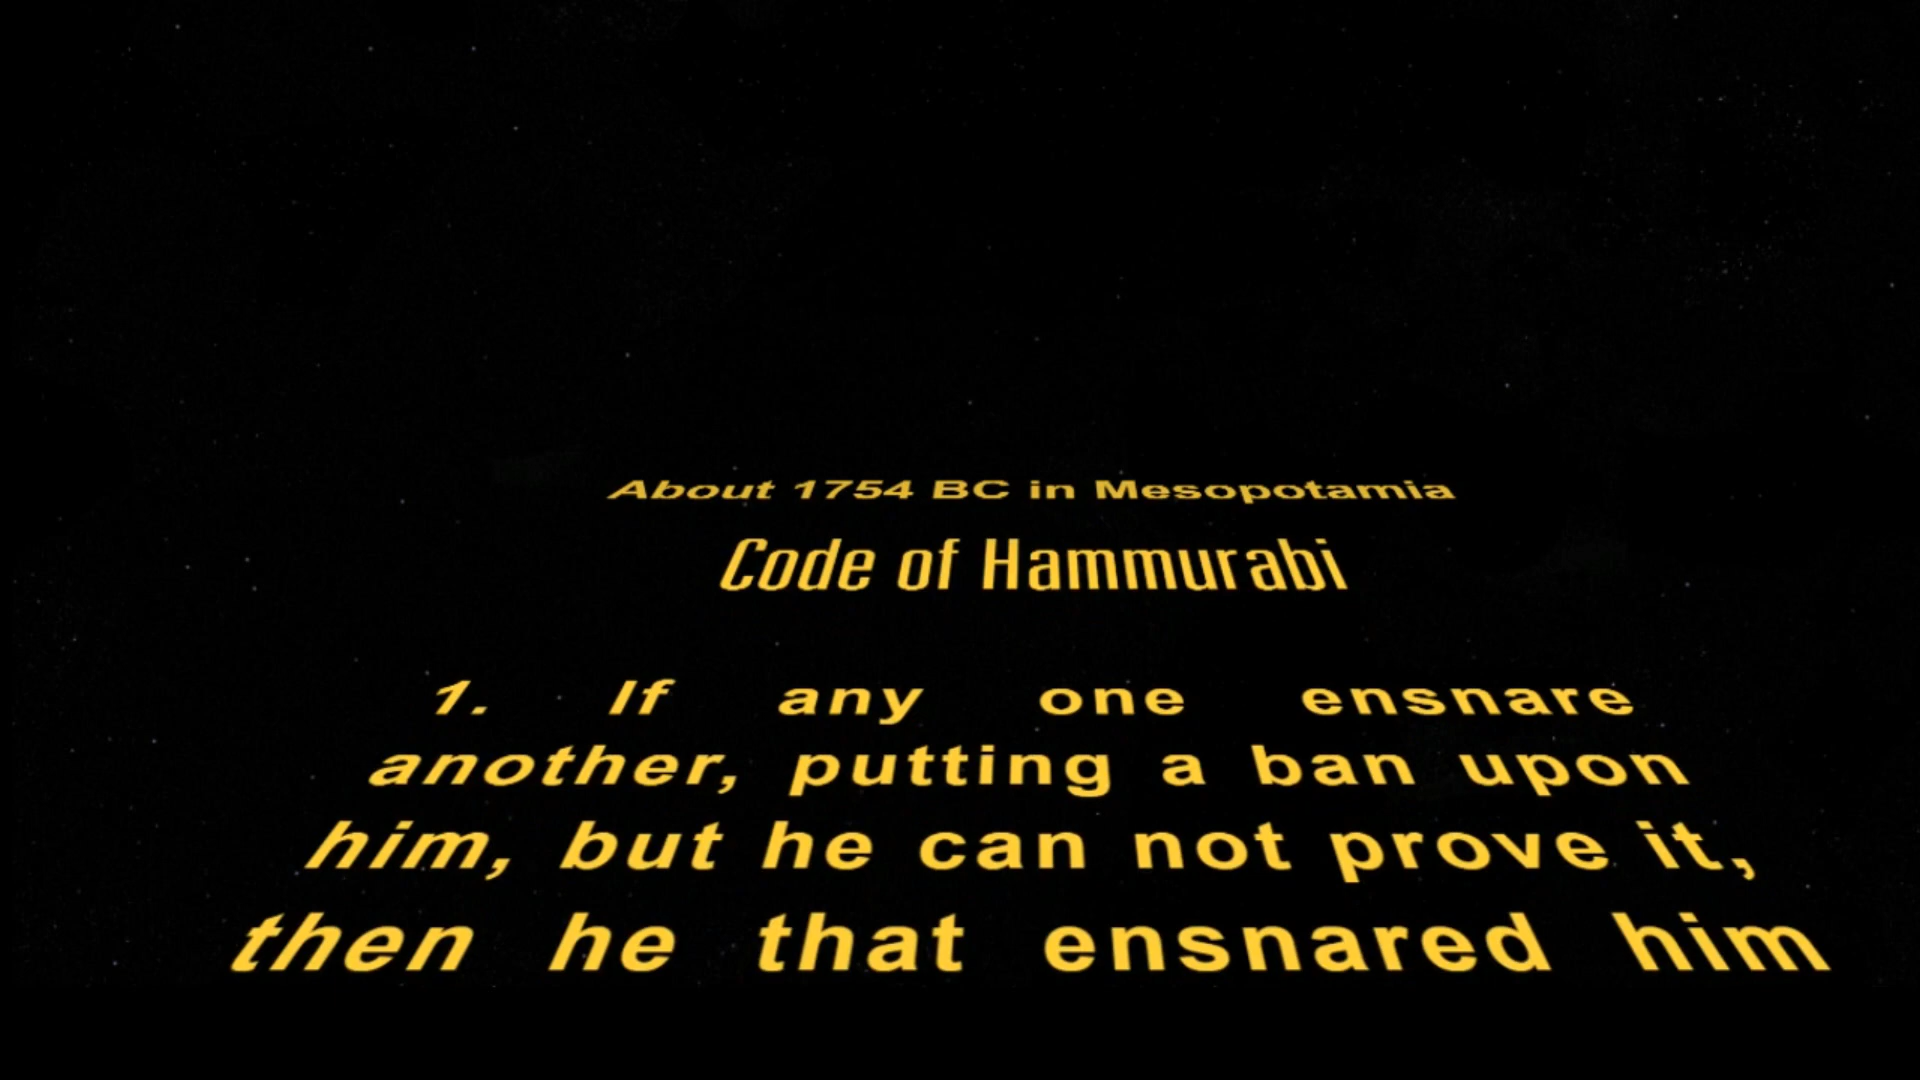 About 1754 BC in Mesopotamia
Code of Hammurabi
1. If any one ensnare
another, putting a ban upon
him, but he can not prove it,
then he that ensnared him